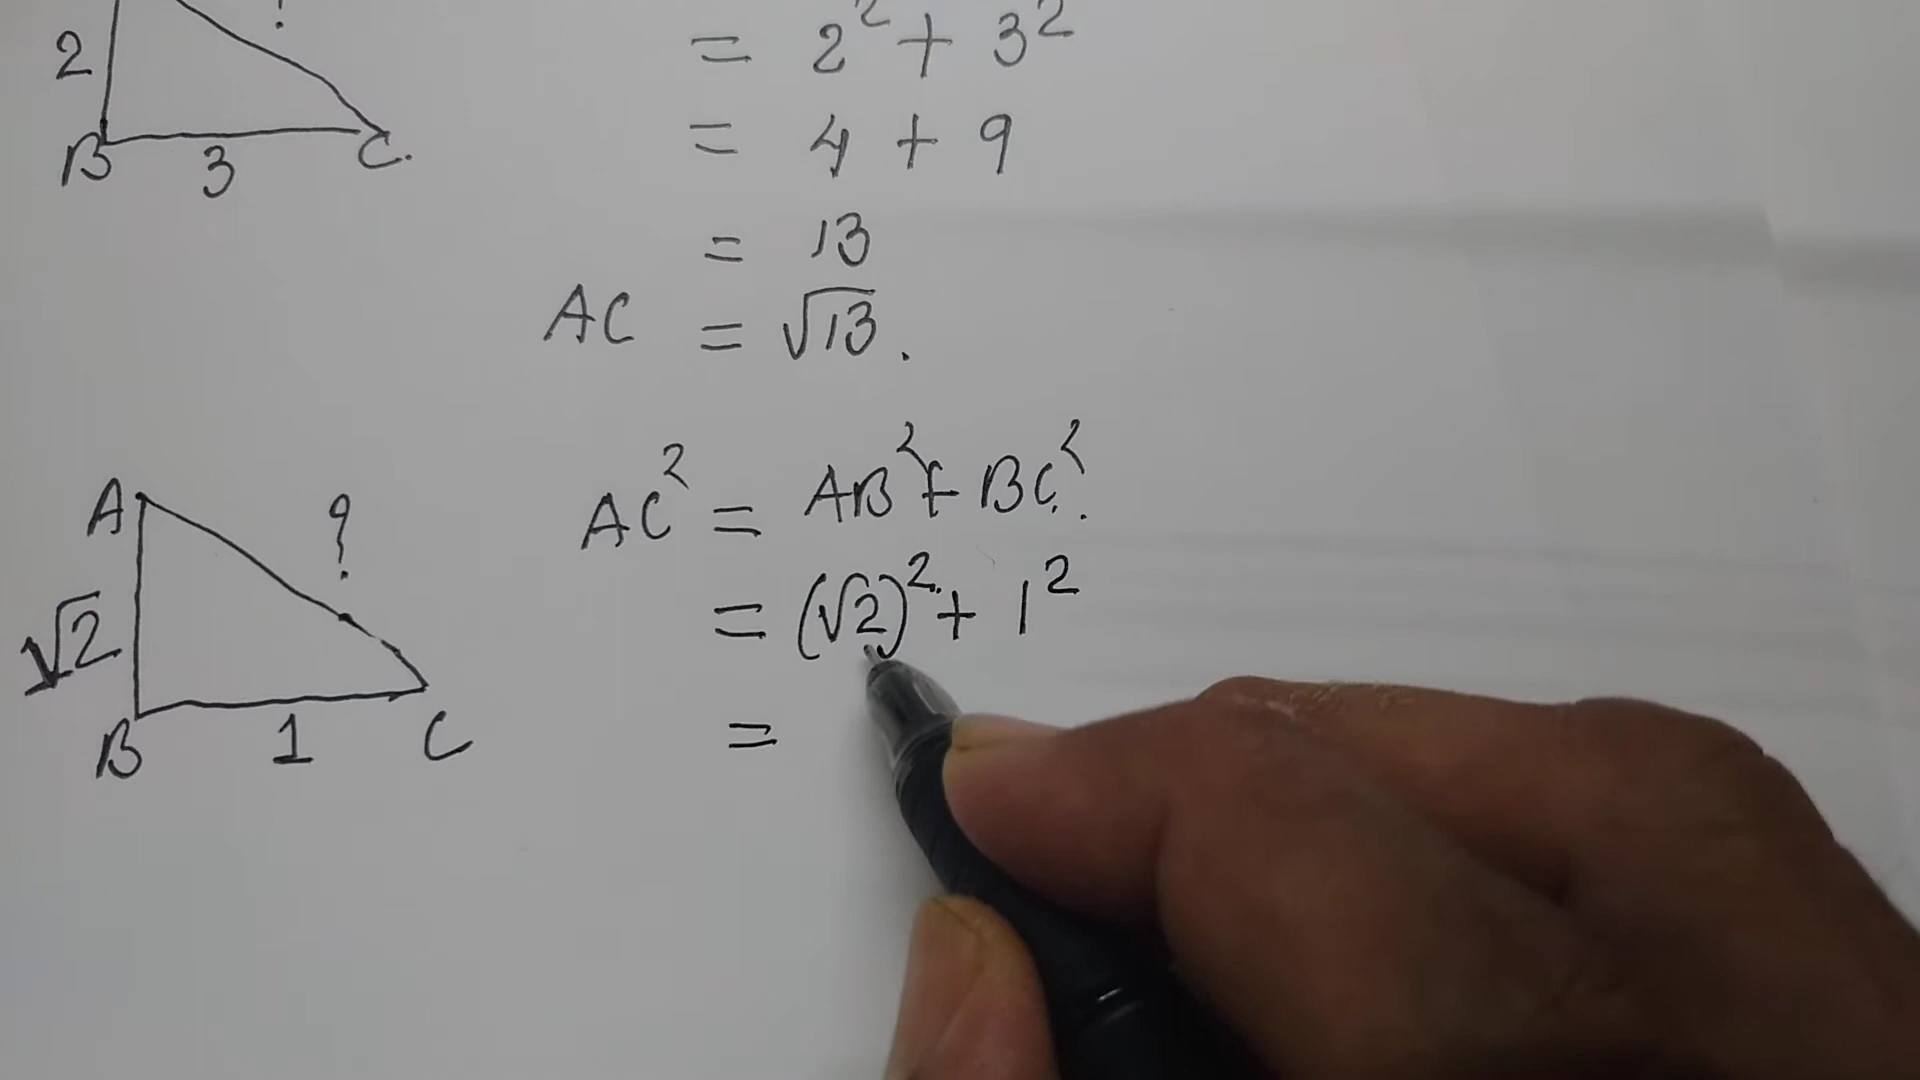 ?
2
B 3 C.
= 2² + 3²
= 4 + 9
= 13
AC = √13.
A ?
√2
B 1 C
AC² = AB² + BC².
= (√2)² + 1²
=